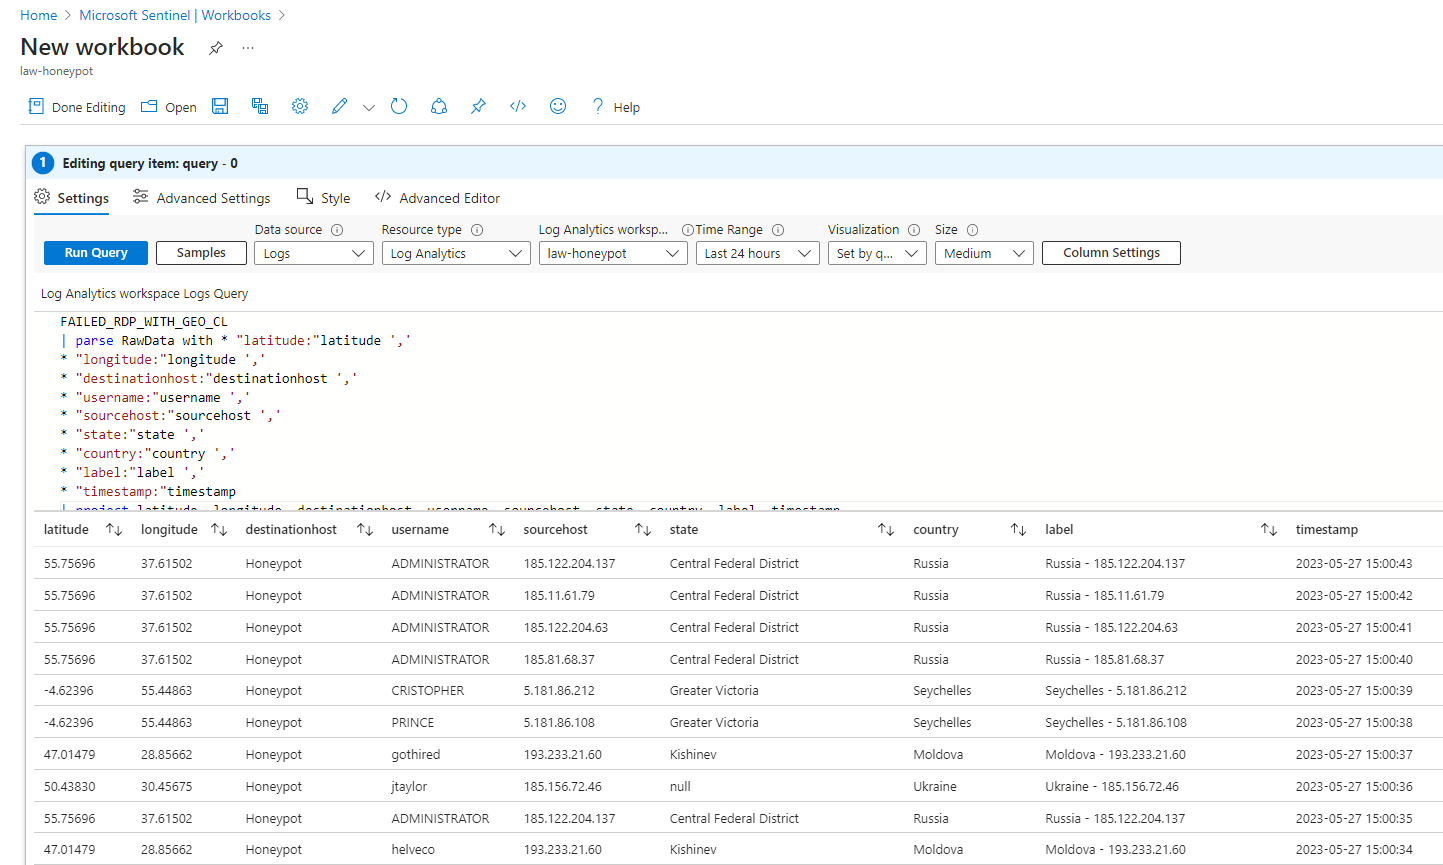 Home > Microsoft Sentinel | Workbooks >
New workbook ...
law-honeypot
Done Editing Open Help
1 Editing query item: query - 0
Settings Advanced Settings Style Advanced Editor
Data source Resource type Log Analytics worksp... Time Range Visualization Size
Run Query Samples Logs Log Analytics law-honeypot Last 24 hours Set by q... Medium Column Settings
Log Analytics workspace Logs Query
FAILED_RDP_WITH_GEO_CL
| parse RawData with * "latitude:"latitude ','
* "longitude:"longitude ','
* "destinationhost:"destinationhost ','
* "username:"username ','
* "sourcehost:"sourcehost ','
* "state:"state ','
* "country:"country ','
* "label:"label ','
* "timestamp:"timestamp
| project latitude, longitude, destinationhost, username, sourcehost, state, country, label, timestamp
latitude longitude destinationhost username sourcehost state country label timestamp
55.75696 37.61502 Honeypot ADMINISTRATOR 185.122.204.137 Central Federal District Russia Russia - 185.122.204.137 2023-05-27 15:00:43
55.75696 37.61502 Honeypot ADMINISTRATOR 185.11.61.79 Central Federal District Russia Russia - 185.11.61.79 2023-05-27 15:00:42
55.75696 37.61502 Honeypot ADMINISTRATOR 185.122.204.63 Central Federal District Russia Russia - 185.122.204.63 2023-05-27 15:00:41
55.75696 37.61502 Honeypot ADMINISTRATOR 185.81.68.37 Central Federal District Russia Russia - 185.81.68.37 2023-05-27 15:00:40
-4.62396 55.44863 Honeypot CRISTOPHER 5.181.86.212 Greater Victoria Seychelles Seychelles - 5.181.86.212 2023-05-27 15:00:39
-4.62396 55.44863 Honeypot PRINCE 5.181.86.108 Greater Victoria Seychelles Seychelles - 5.181.86.108 2023-05-27 15:00:38
47.01479 28.85662 Honeypot gothired 193.233.21.60 Kishinev Moldova Moldova - 193.233.21.60 2023-05-27 15:00:37
50.43830 30.45675 Honeypot jtaylor 185.156.72.46 null Ukraine Ukraine - 185.156.72.46 2023-05-27 15:00:36
55.75696 37.61502 Honeypot ADMINISTRATOR 185.122.204.137 Central Federal District Russia Russia - 185.122.204.137 2023-05-27 15:00:35
47.01479 28.85662 Honeypot helveco 193.233.21.60 Kishinev Moldova Moldova - 193.233.21.60 2023-05-27 15:00:34